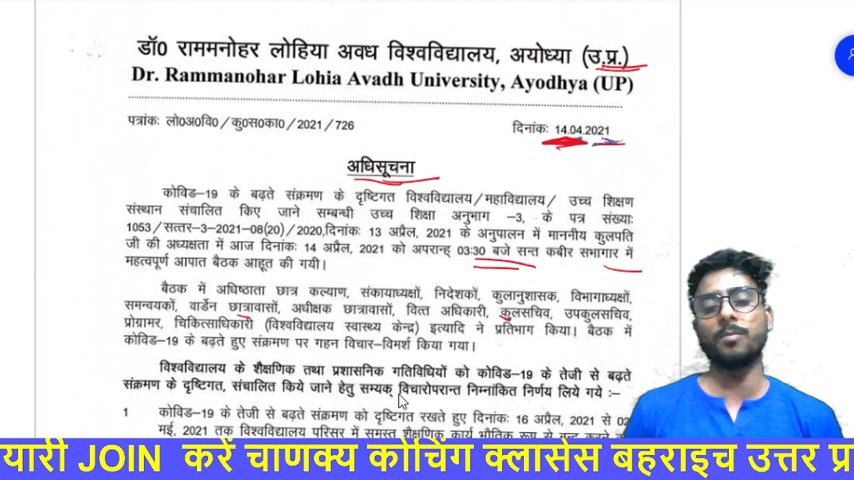 डॉ0 राममनोहर लोहिया अवध विश्वविद्यालय, अयोध्या (उ.प्र.)
Dr. Rammanohar Lohia Avadh University, Ayodhya (UP)
पत्रांकः लो0अ0वि0/कु0स0का0/2021/726 दिनांकः 14.04.2021
अधिसूचना
कोविड–19 के बढ़ते संक्रमण के दृष्टिगत विश्वविद्यालय/महाविद्यालय/ उच्च शिक्षण
संस्थान संचालित किए जाने सम्बन्धी उच्च शिक्षा अनुभाग –3, के पत्र संख्याः
1053/सत्तर–3–2021–08(20)/2020,दिनांकः 13 अप्रैल, 2021 के अनुपालन में माननीय कुलपति
जी की अध्यक्षता में आज दिनांकः 14 अप्रैल, 2021 को अपरान्ह् 03:30 बजे सन्त कबीर सभागार में
महत्वपूर्ण आपात बैठक आहूत की गयी।
बैठक में अधिष्ठाता छात्र कल्याण, संकायाध्यक्षों, निदेशकों, कुलानुशासक, विभागाध्यक्षों,
समन्वयकों, वार्डेन छात्रावासों, अधीक्षक छात्रावासों, वित्त अधिकारी, कुलसचिव, उपकुलसचिव,
प्रोग्रामर, चिकित्साधिकारी (विश्वविद्यालय स्वास्थ्य केन्द्र) इत्यादि ने प्रतिभाग किया। बैठक में
कोविड–19 के बढ़ते हुए संक्रमण पर गहन विचार–विमर्श किया गया।
विश्वविद्यालय के शैक्षणिक तथा प्रशासनिक गतिविधियों को कोविड–19 के तेजी से बढ़ते
संक्रमण के दृष्टिगत, संचालित किये जाने हेतु सम्यक् विचारोपरान्त निम्नांकित निर्णय लिये गये :–
1 कोविड–19 के तेजी से बढ़ते संक्रमण को दृष्टिगत रखते हुए दिनांकः 16 अप्रैल, 2021 से 02
मई, 2021 तक विश्वविद्यालय परिसर में समस्त शैक्षणिक कार्य भौतिक रूप से बन्द करने
यारी JOIN करें चाणक्य कोचिंग क्लासेस बहराइच उत्तर प्र